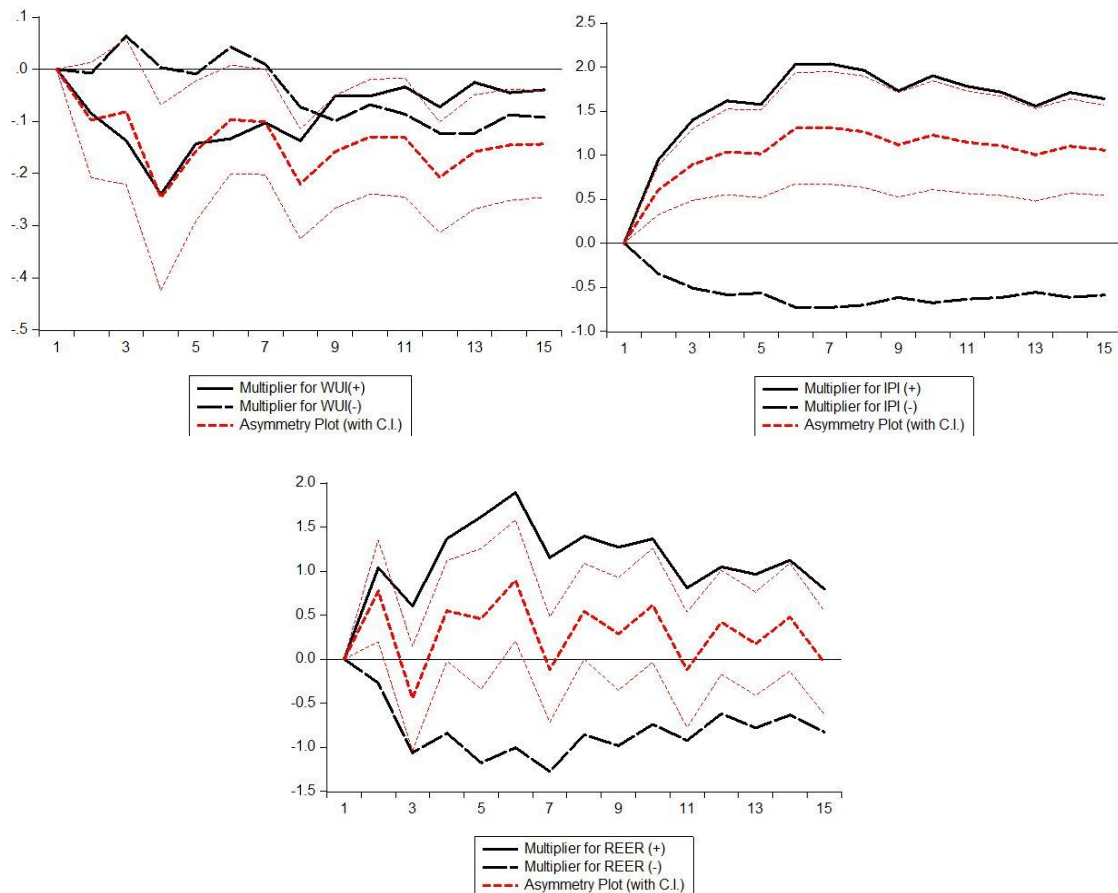 .1
.0
-.1
-.2
-.3
-.4
-.5
1 3 5 7 9 11 13 15
Multiplier for WUI(+)
Multiplier for WUI(-)
Asymmetry Plot (with C.I.)
2.5
2.0
1.5
1.0
0.5
0.0
-0.5
-1.0
1 3 5 7 9 11 13 15
Multiplier for IPI (+)
Multiplier for IPI (-)
Asymmetry Plot (with C.I.)
2.0
1.5
1.0
0.5
0.0
-0.5
-1.0
-1.5
1 3 5 7 9 11 13 15
Multiplier for REER (+)
Multiplier for REER (-)
Asymmetry Plot (with C.I.)